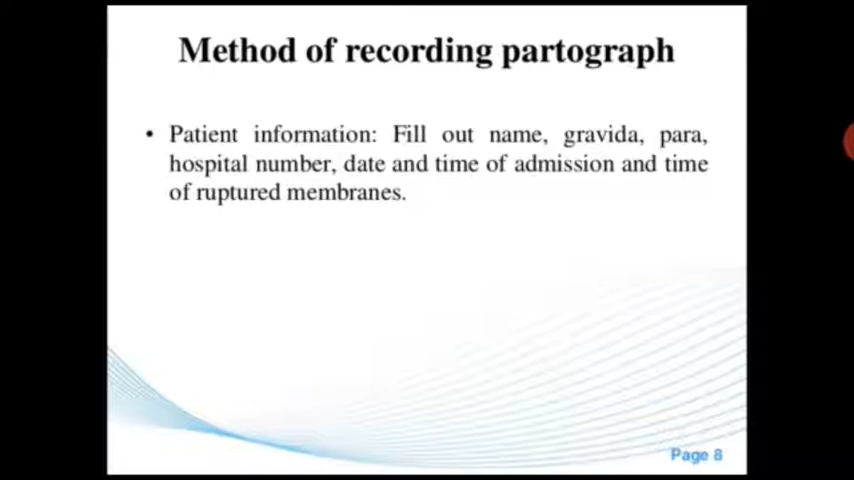 Method of recording partograph
• Patient information: Fill out name, gravida, para,
hospital number, date and time of admission and time
of ruptured membranes.
Page 8